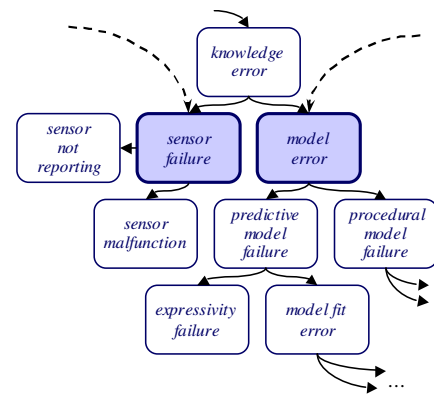 knowledge
error
sensor
not
reporting
sensor
failure
model
error
sensor
malfunction
predictive
model
failure
procedural
model
failure
expressivity
failure
model fit
error
...